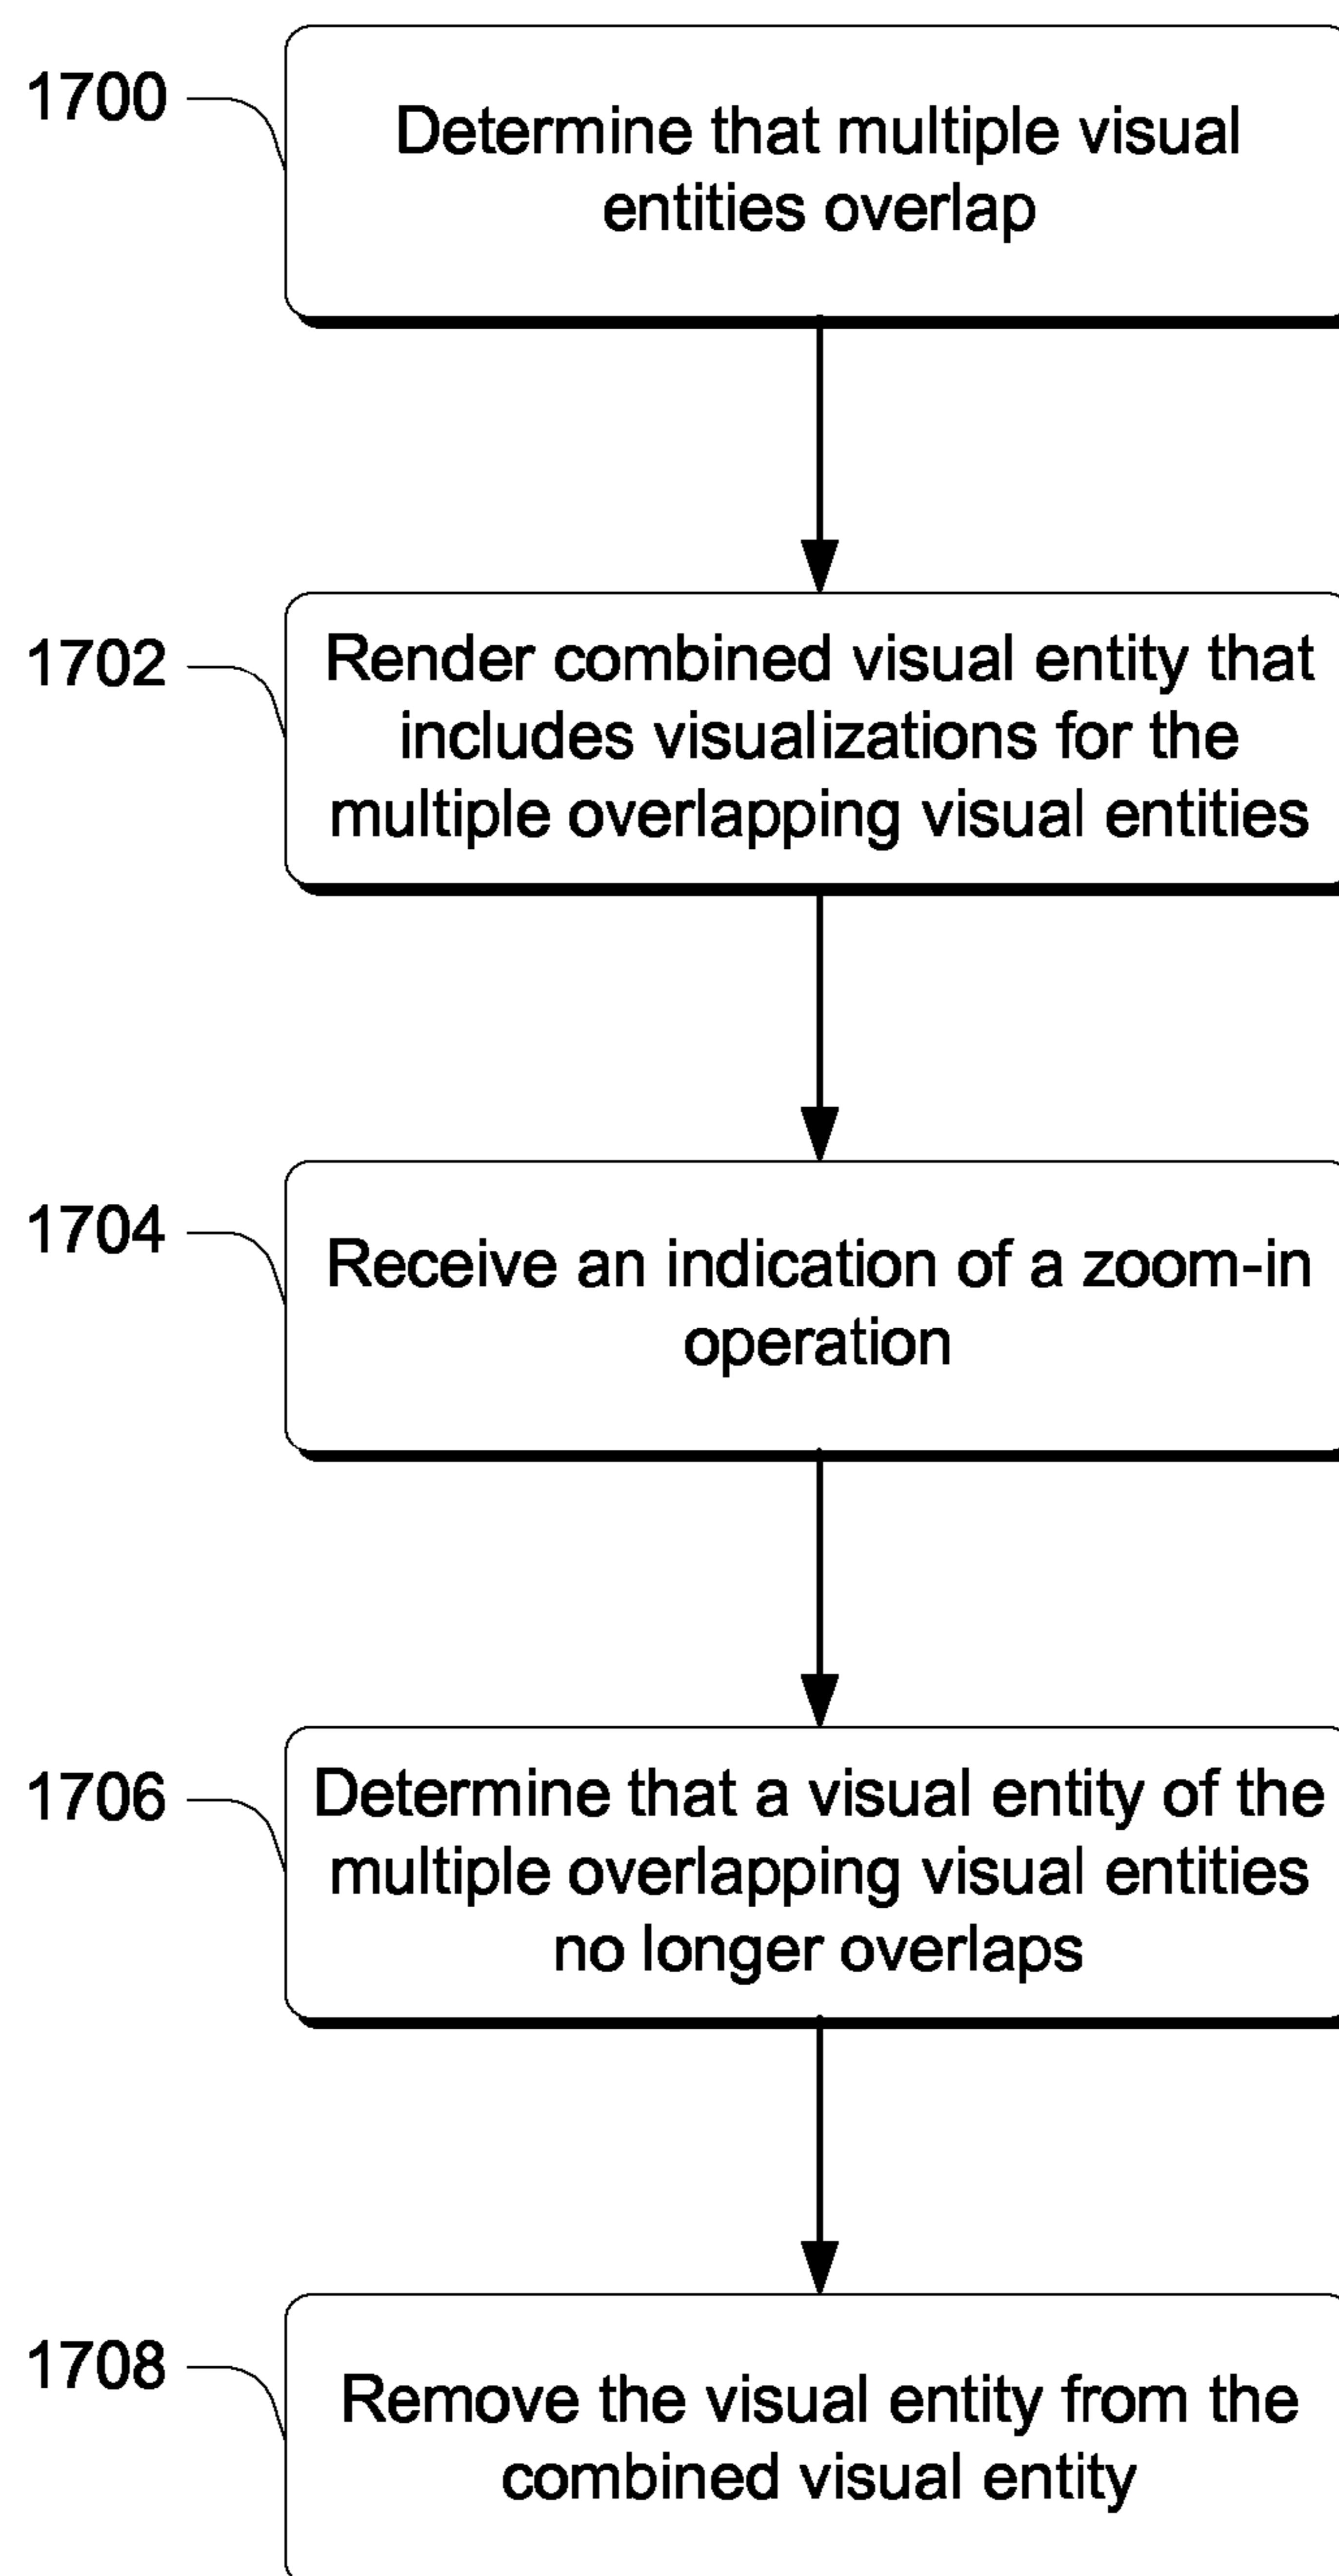 1700
Determine that multiple visual
entities overlap
1702
Render combined visual entity that
includes visualizations for the
multiple overlapping visual entities
1704
Receive an indication of a zoom-in
operation
1706
Determine that a visual entity of the
multiple overlapping visual entities
no longer overlaps
1708
Remove the visual entity from the
combined visual entity